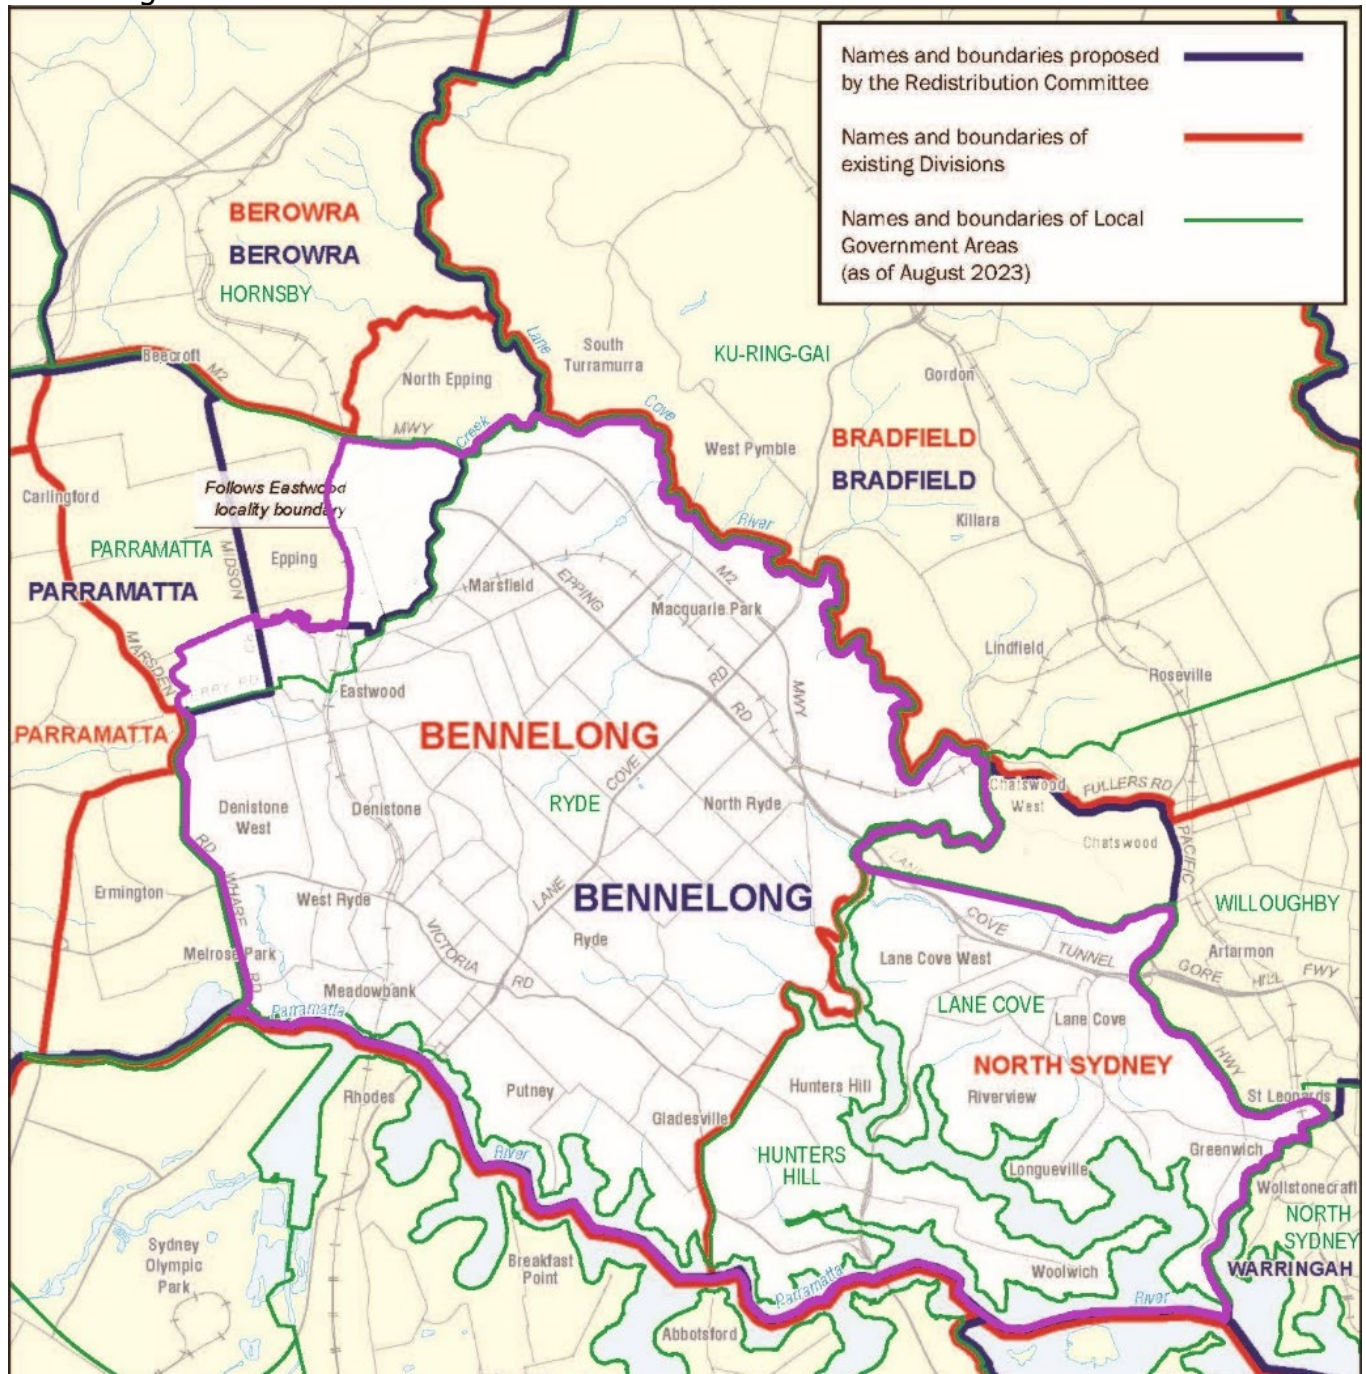 Names and boundaries proposed
by the Redistribution Committee
Names and boundaries of
existing Divisions
Names and boundaries of Local
Government Areas
(as of August 2023)
BEROWRA
BEROWRA
HORNSBY
Lane
South
Turramurra
KU-RING-GAI
Beecroft
M2
North Epping
Gordon
Cove
MWY
Creek
BRADFIELD
West Pymble
BRADFIELD
Carlingford
Follows Eastwood
locality boundary
River
Killara
PARRAMATTA
Epping
MIDSON
M2
PARRAMATTA
Marsfield
EPPING
Macquarie Park
MARSDEN
Lindfield
Roseville
RD
Eastwood
RD
MWY
PARRAMATTA
BENNELONG
COVE
Chatswood
West
FULLERS RD
Denistone
West
Denistone
RYDE
North Ryde
PACIFIC
Chatswood
RD
LANE
Ermington
WHARF
West Ryde
LANE
BENNELONG
WILLOUGHBY
VICTORIA
COVE
TUNNEL
Melrose Park
RD
Ryde
Lane Cove West
Artarmon
GORE
HILL
FWY
RD
Meadowbank
LANE COVE
Lane Cove
Parramatta
HWY
NORTH SYDNEY
Rhodes
Putney
Hunters Hill
Riverview
St Leonards
Gladesville
River
HUNTERS
HILL
Longueville
Greenwich
Wollstonecraft
NORTH
SYDNEY
Sydney
Olympic
Park
Breakfast
Point
Woolwich
WARRINGAH
Parramatta
River
Abbotsford